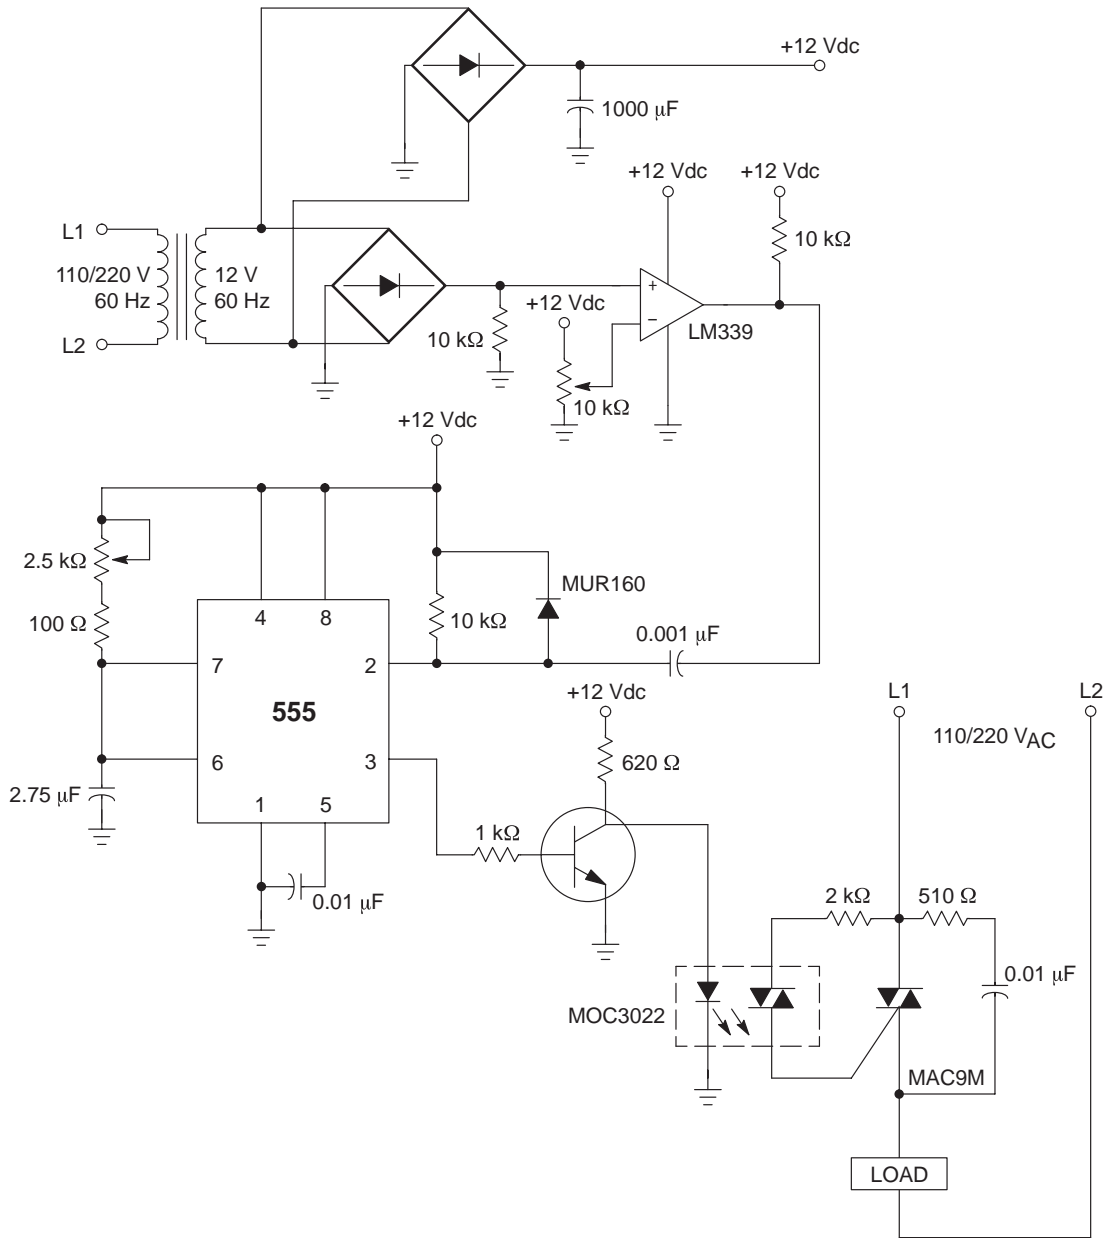 +12 Vdc
1000 µF
+12 Vdc
+12 Vdc
L1
110/220 V
60 Hz
L2
12 V
60 Hz
10 kΩ
+
−
LM339
+12 Vdc
10 kΩ
10 kΩ
+12 Vdc
2.5 kΩ
100 Ω
4
8
10 kΩ
MUR160
0.001 µF
7
2
555
6
3
2.75 µF
1
5
0.01 µF
+12 Vdc
620 Ω
1 kΩ
L1
L2
110/220 VAC
2 kΩ
510 Ω
0.01 µF
MOC3022
MAC9M
LOAD